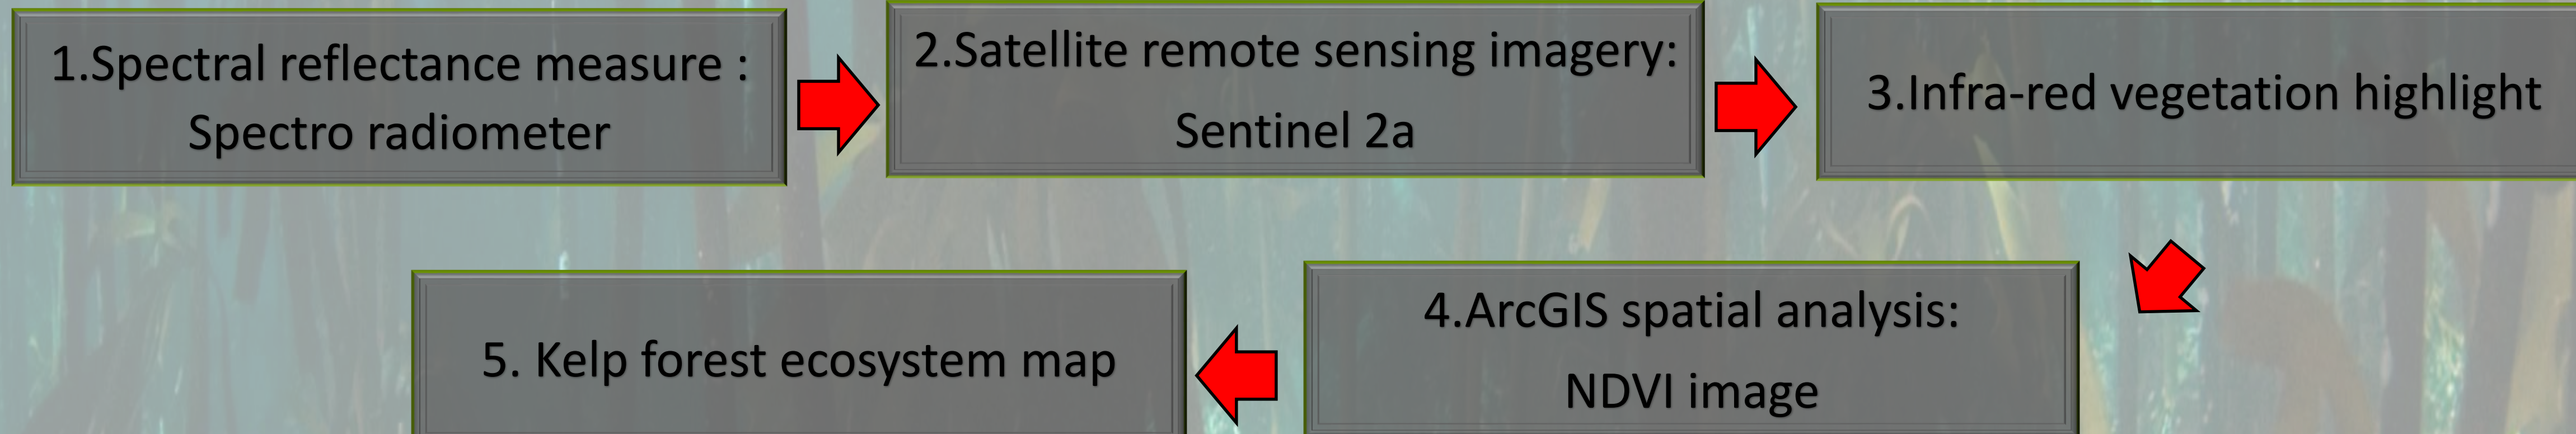 1.Spectral reflectance measure :
Spectro radiometer
2.Satellite remote sensing imagery:
Sentinel 2a
3.Infra-red vegetation highlight
4.ArcGIS spatial analysis:
NDVI image
5. Kelp forest ecosystem map